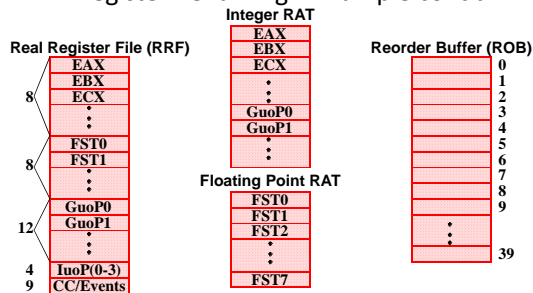 Integer RAT
EAX
EBX
ECX
GuoP0
GuoP1
Real Register File (RRF)
EAX
EBX
ECX
8
FST0
FST1
8
GuoP0
GuoP1
12
4 IuoP(0-3)
9 CC/Events
Floating Point RAT
FST0
FST1
FST2
FST7
Reorder Buffer (ROB)
0
1
2
3
4
5
6
7
8
9
39